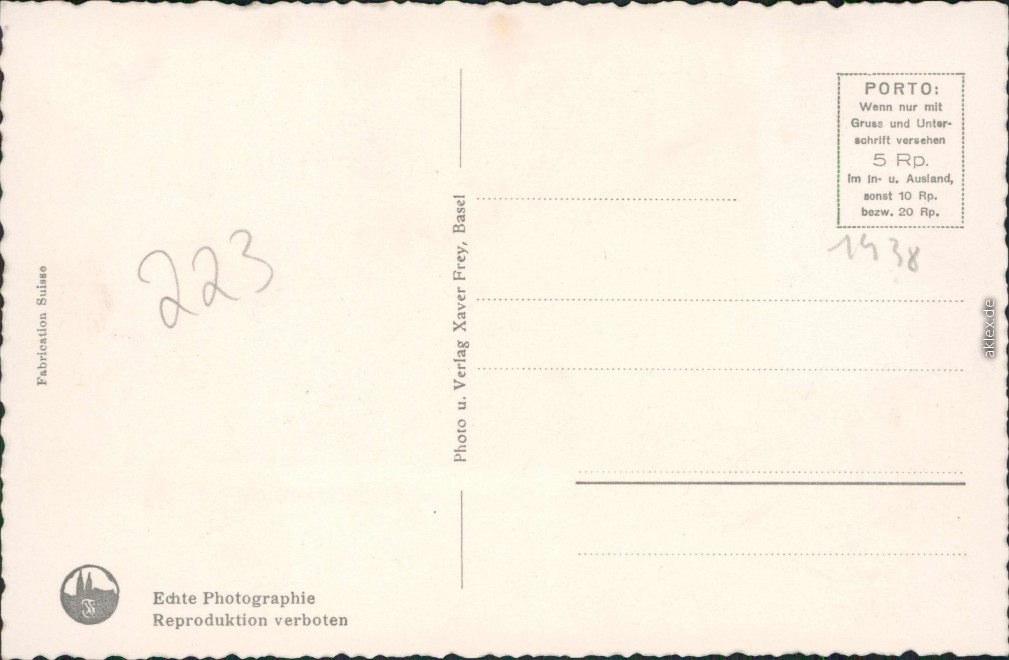 Fabrication Suisse
223
Echte Photographie
Reproduktion verboten
Photo u. Verlag Xaver Frey, Basel
PORTO:
Wenn nur mit
Gruss und Unter-
schrift versehen
5 Rp.
im In- u. Ausland,
sonst 10 Rp.
bezw. 20 Rp.
1938
aklex.de